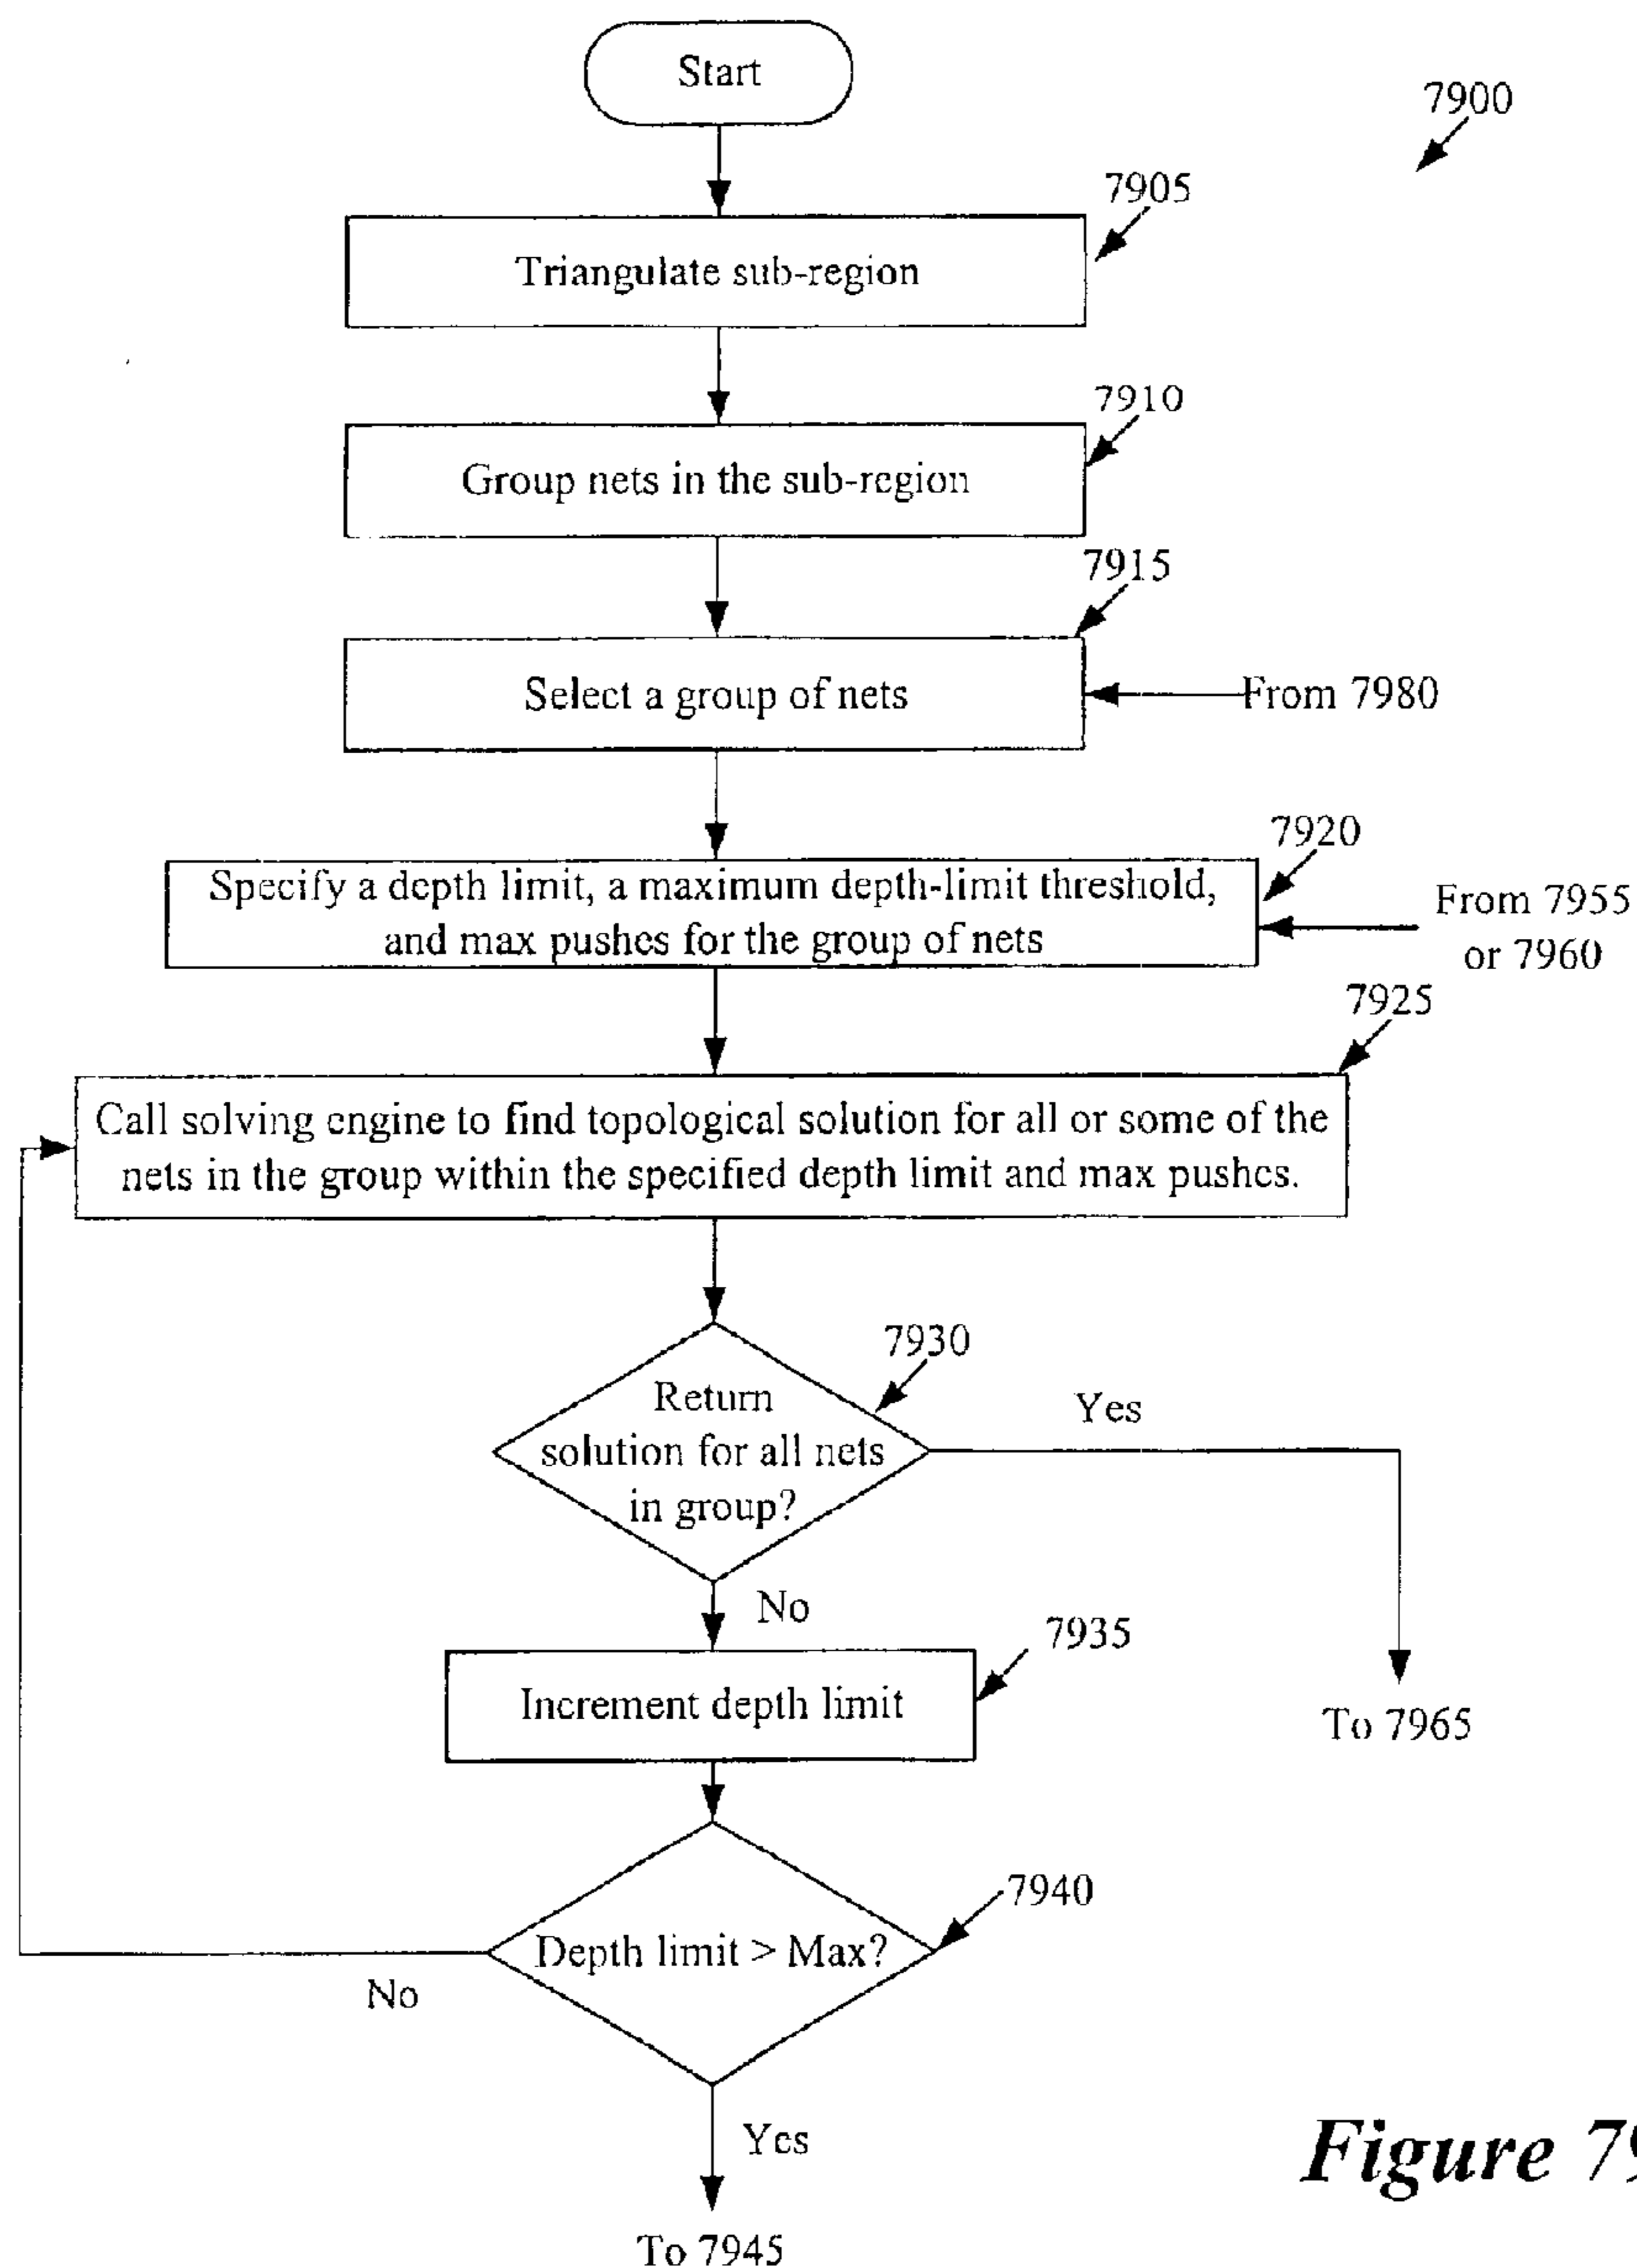 Start
7900
7905
Triangulate sub-region
7910
Group nets in the sub-region
7915
Select a group of nets
From 7980
7920
Specify a depth limit, a maximum depth-limit threshold,
and max pushes for the group of nets
From 7955
or 7960
7925
Call solving engine to find topological solution for all or some of the
nets in the group within the specified depth limit and max pushes.
7930
Return
solution for all nets
in group?
Yes
No
7935
Increment depth limit
To 7965
7940
Depth limit > Max?
No
Yes
To 7945
Figure 79